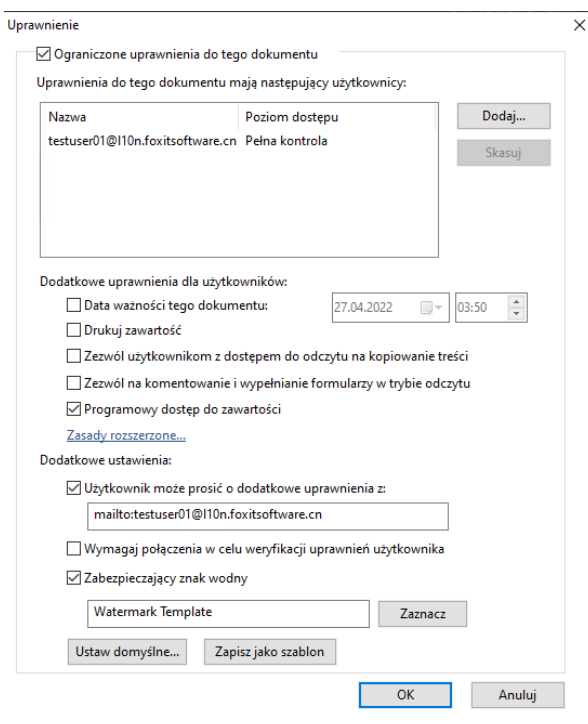 Uprawnienie
Ograniczone uprawnienia do tego dokumentu
Uprawnienia do tego dokumentu mają następujący użytkownicy:
Nazwa Poziom dostępu
testuser01@l10n.foxitsoftware.cn Pełna kontrola
Dodaj...
Skasuj
Dodatkowe uprawnienia dla użytkowników:
Data ważności tego dokumentu: 27.04.2022 03:50
Drukuj zawartość
Zezwól użytkownikom z dostępem do odczytu na kopiowanie treści
Zezwól na komentowanie i wypełnianie formularzy w trybie odczytu
Programowy dostęp do zawartości
Zasady rozszerzone...
Dodatkowe ustawienia:
Użytkownik może prosić o dodatkowe uprawnienia z:
mailto:testuser01@l10n.foxitsoftware.cn
Wymagaj połączenia w celu weryfikacji uprawnień użytkownika
Zabezpieczający znak wodny
Watermark Template Zaznacz
Ustaw domyślne... Zapisz jako szablon
OK Anuluj